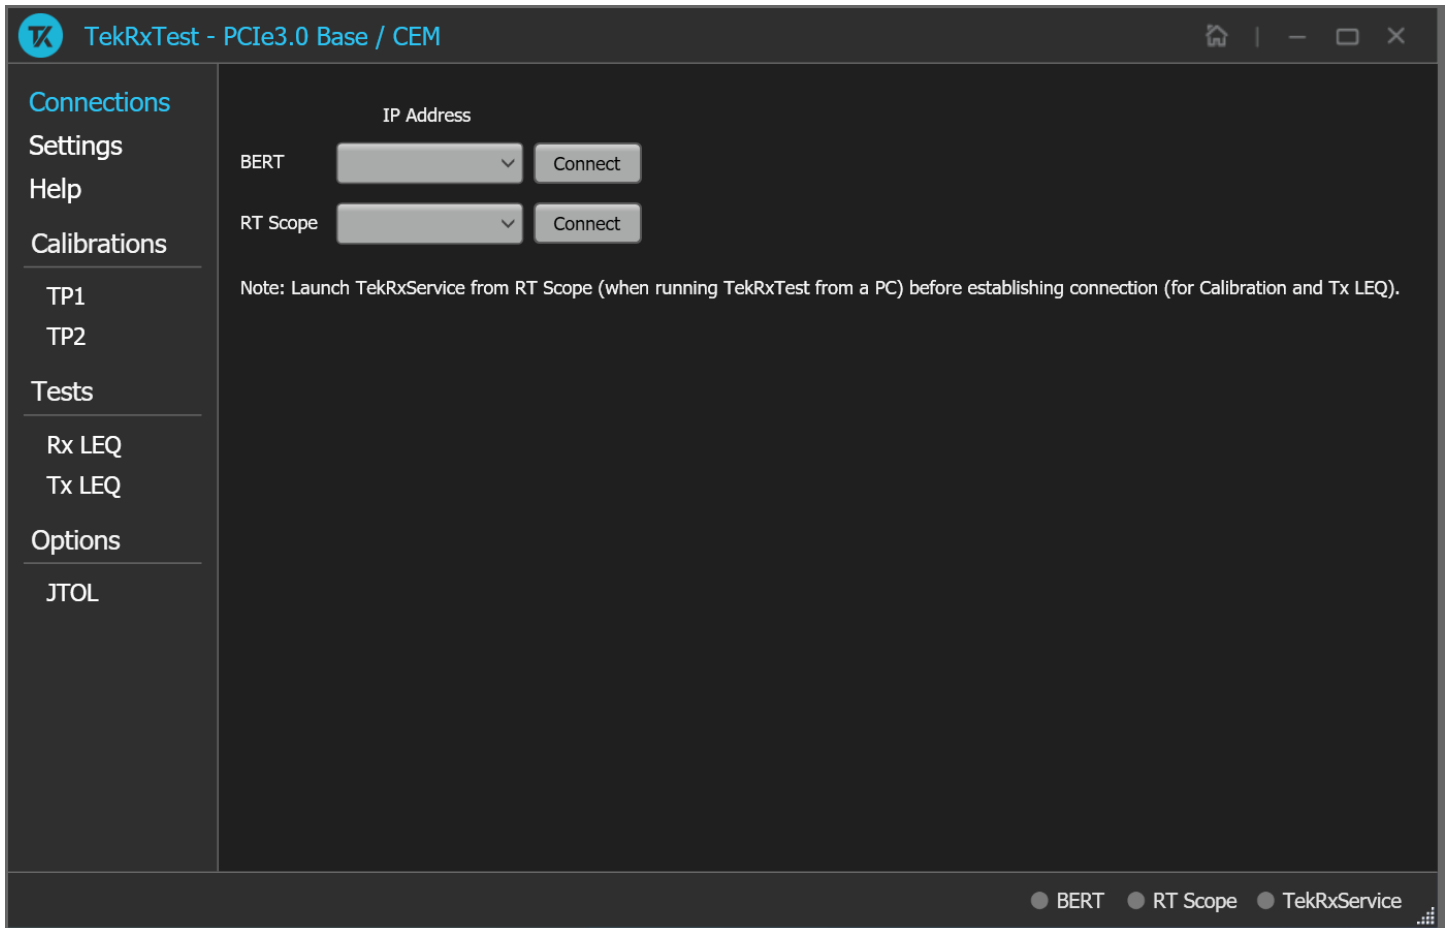 TekRxTest - PCIe3.0 Base / CEM
Connections
Settings
Help
Calibrations
TP1
TP2
Tests
Rx LEQ
Tx LEQ
Options
JTOL
IP Address
BERT
Connect
RT Scope
Connect
Note: Launch TekRxService from RT Scope (when running TekRxTest from a PC) before establishing connection (for Calibration and Tx LEQ).
BERT
RT Scope
TekRxService